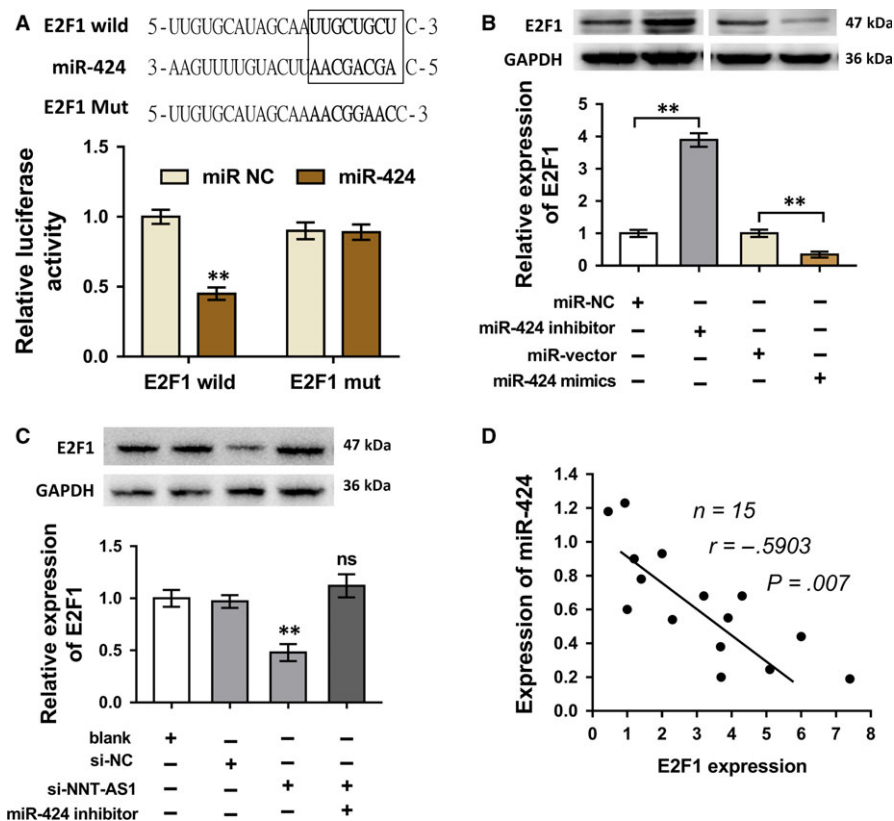 A
E2F1 wild 5-UUGUGCAUAGCAAUUGCUGCU C-3
miR-424 3-AAGUUUUGUACUUAACGACGA C-5
E2F1 Mut 5-UUGUGCAUAGCAAAACGGAACC-3
Relative luciferase activity
1.5
1.0
0.5
0.0
miR NC
miR-424
**
E2F1 wild
E2F1 mut
B
E2F1
47 kDa
GAPDH
36 kDa
Relative expression of E2F1
5
4
2
0
**
**
miR-NC + – – –
miR-424 inhibitor – + – –
miR-vector – – + –
miR-424 mimics – – – +
C
E2F1
47 kDa
GAPDH
36 kDa
Relative expression of E2F1
1.5
1.0
0.5
1.0
**
ns
blank + – – –
si-NC – + – –
si-NNT-AS1 – – + +
miR-424 inhibitor – – – +
D
Expression of miR-424
1.4
1.2
1.0
0.8
0.6
0.4
0.2
0.0
n = 15
r = –.5903
P = .007
0 1 2 3 4 5 6 7 8
E2F1 expression